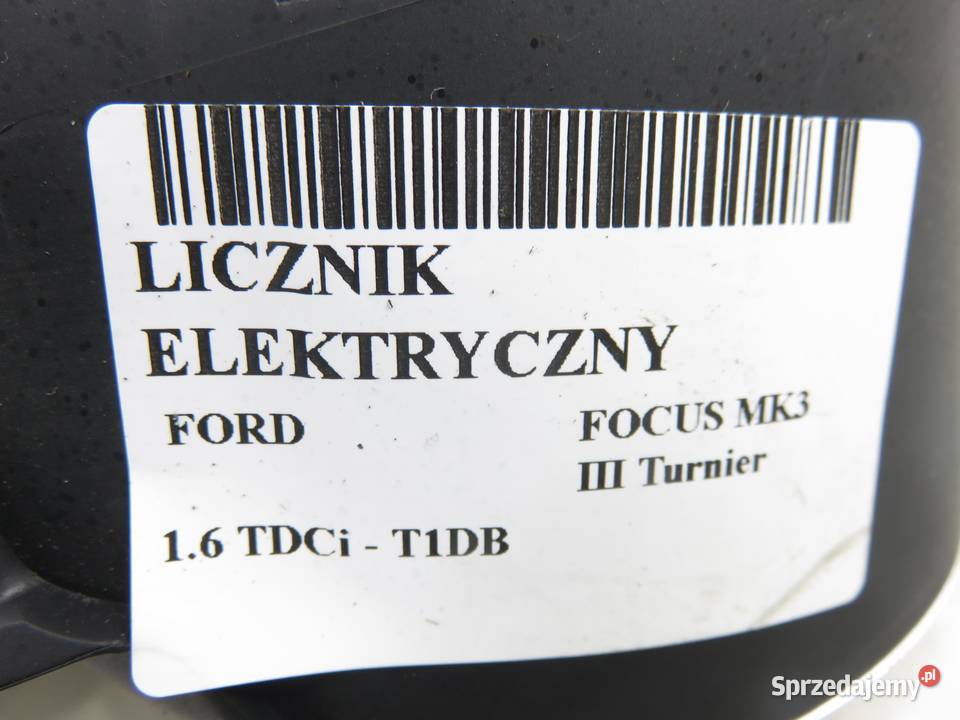 LICZNIK
ELEKTRYCZNY
FORD FOCUS MK3
III Turnier
1.6 TDCi - T1DB
Sprzedajemy.pl